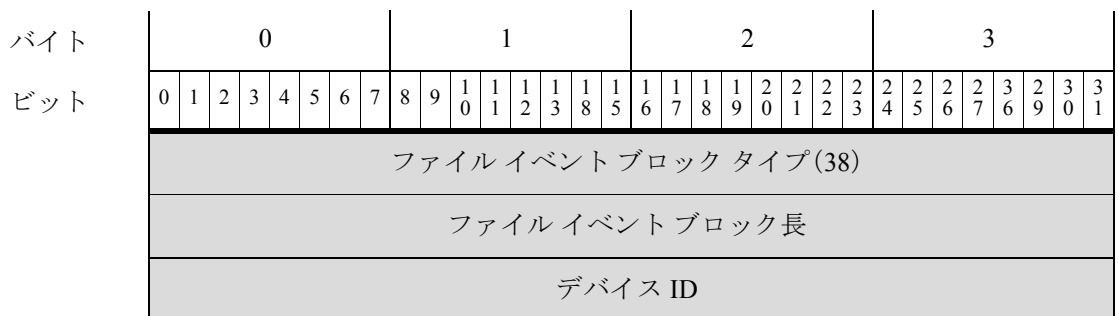 バイト 0 1 2 3
ビット 0 1 2 3 4 5 6 7 8 9 10 11 12 13 18 15 16 17 18 19 20 21 22 23 24 25 26 27 36 29 30 31
ファイル イベント ブロック タイプ(38)
ファイル イベント ブロック長
デバイス ID